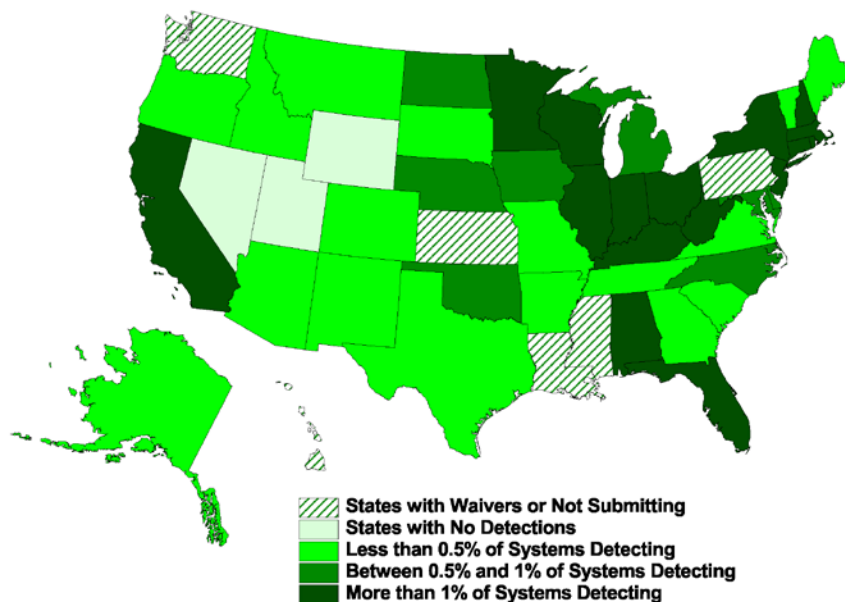 States with Waivers or Not Submitting
States with No Detections
Less than 0.5% of Systems Detecting
Between 0.5% and 1% of Systems Detecting
More than 1% of Systems Detecting